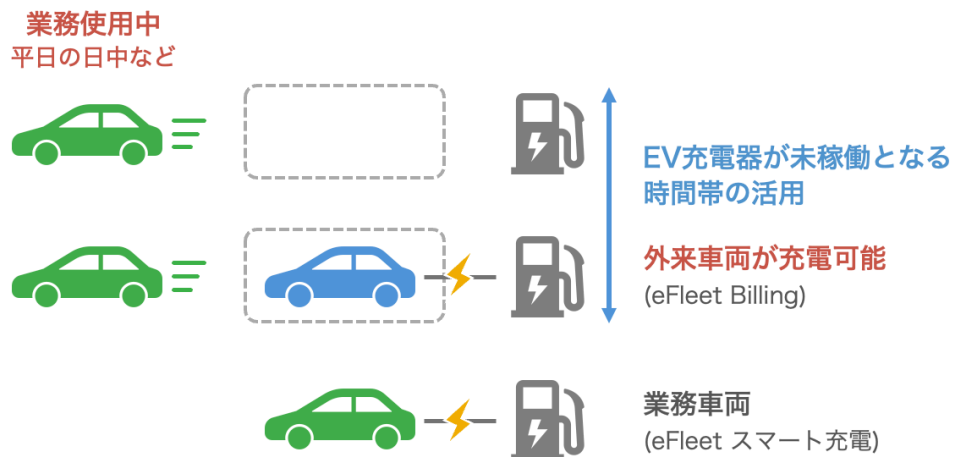 業務使用中
平日の日中など
EV充電器が未稼働となる
時間帯の活用
外来車両が充電可能
(eFleet Billing)
業務車両
(eFleet スマート充電)